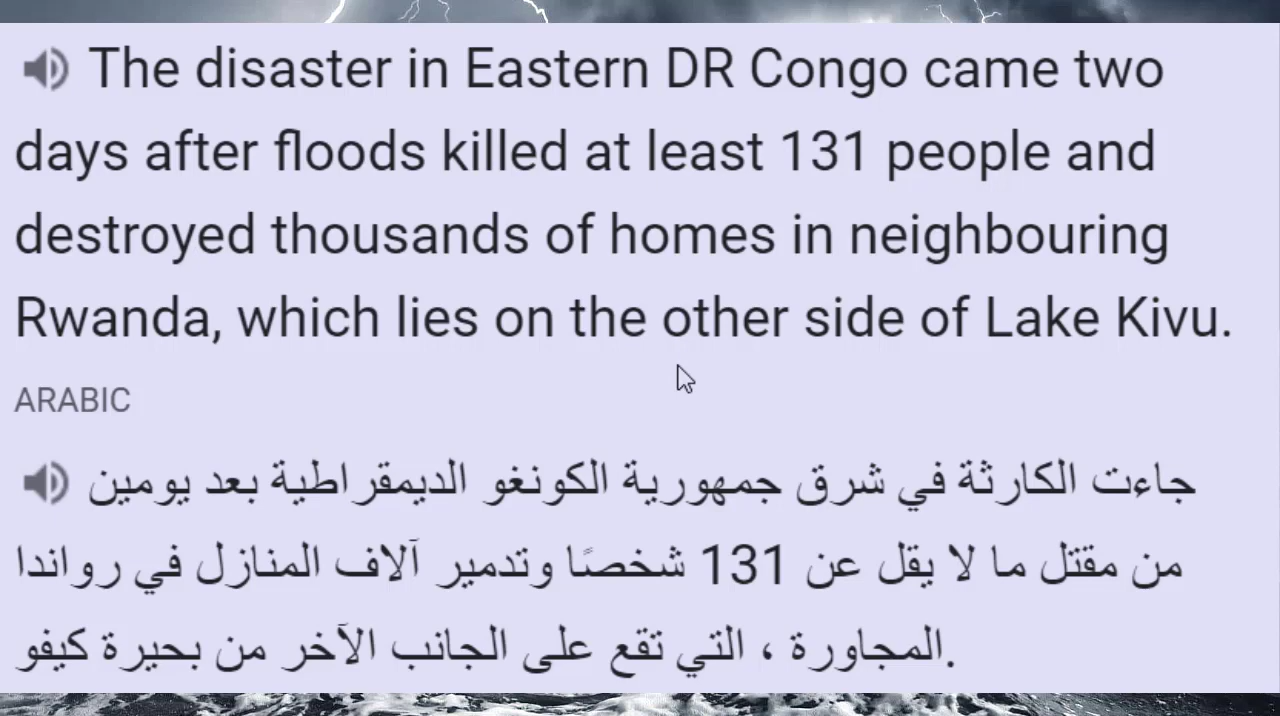 The disaster in Eastern DR Congo came two
days after floods killed at least 131 people and
destroyed thousands of homes in neighbouring
Rwanda, which lies on the other side of Lake Kivu.
ARABIC
جاءت الكارثة في شرق جمهورية الكونغو الديمقراطية بعد يومين
من مقتل ما لا يقل عن 131 شخصًا وتدمير آلاف المنازل في رواندا
المجاورة ، التي تقع على الجانب الآخر من بحيرة كيفو.